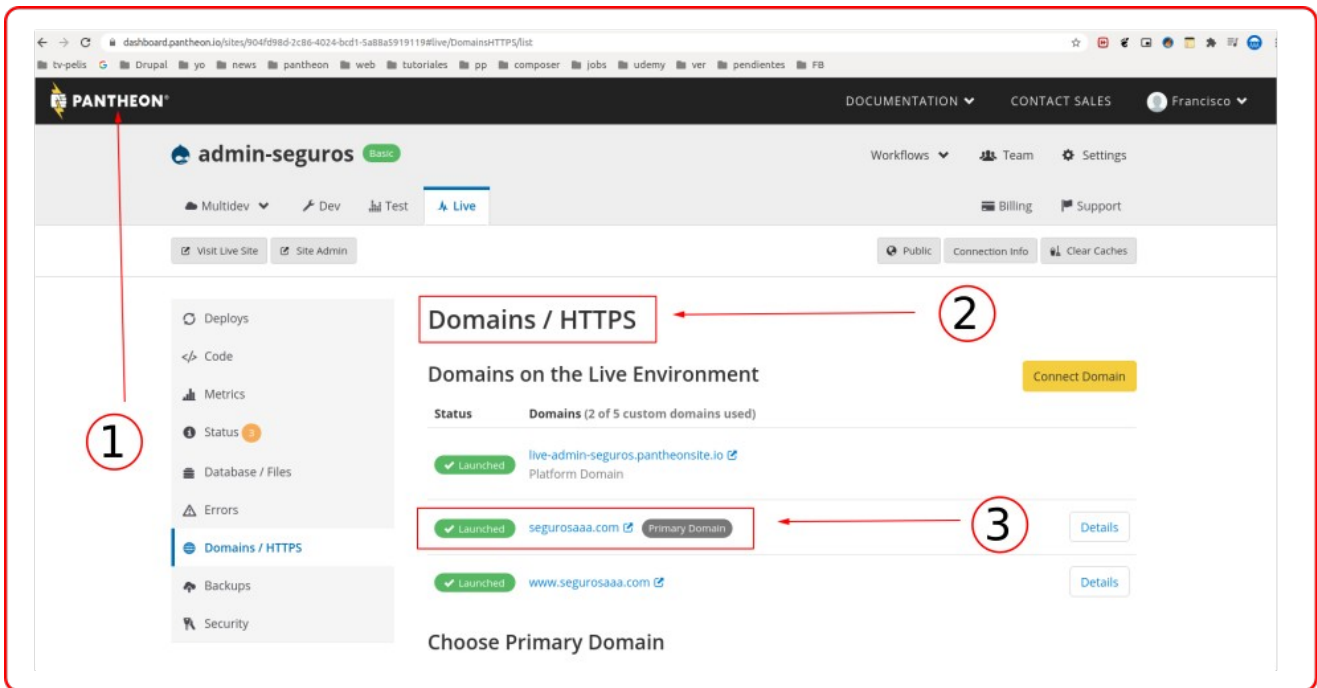 dashboard.pantheon.io/sites/904fd98d-2c86-4024-bcd1-5a88a5919119#live/DomainsHTTPS/list
tv-pelis G Drupal yo news pantheon web tutoriales pp composer jobs udemy ver pendientes FB
PANTHEON® DOCUMENTATION CONTACT SALES Francisco
admin-seguros Basic Workflows Team Settings
Multidev Dev Test Live Billing Support
Visit Live Site Site Admin Public Connection Info Clear Caches
Deploys
Domains / HTTPS 2
Code
Domains on the Live Environment Connect Domain
Metrics
Status Domains (2 of 5 custom domains used)
1
Status 3
live-admin-seguros.pantheonsite.io
Launched
Platform Domain
Database / Files
Errors
Launched segurosaaa.com Primary Domain 3 Details
Domains / HTTPS
Launched www.segurosaaa.com Details
Backups
Security
Choose Primary Domain